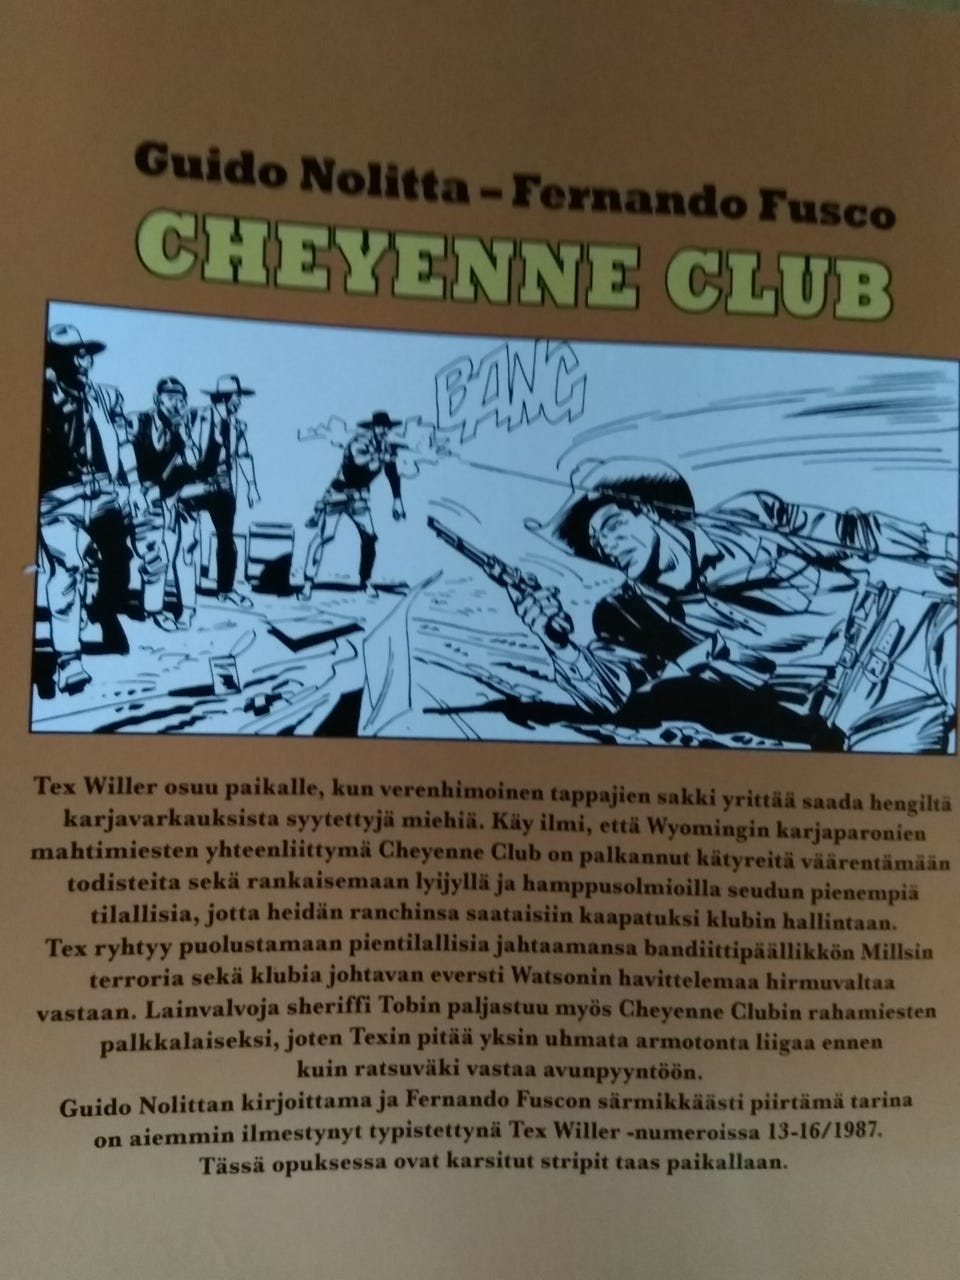 Guido Nolitta – Fernando Fusco
CHEYENNE CLUB
BANG
Tex Willer osuu paikalle, kun verenhimoinen tappajien sakki yrittää saada hengiltä
karjavarkauksista syytettyjä miehiä. Käy ilmi, että Wyomingin karjaparonien
mahtimiesten yhteenliittymä Cheyenne Club on palkannut kätyreitä väärentämään
todisteita sekä rankaisemaan lyijyllä ja hamppusolmioilla seudun pienempiä
tilallisia, jotta heidän ranchinsa saataisiin kaapatuksi klubin hallintaan.
Tex ryhtyy puolustamaan pientilallisia jahtaamansa bandiittipäällikkön Millsin
terroria sekä klubia johtavan eversti Watsonin havittelemaa hirmuvaltaa
vastaan. Lainvalvoja sheriffi Tobin paljastuu myös Cheyenne Clubin rahamiesten
palkkalaiseksi, joten Texin pitää yksin uhmata armotonta liigaa ennen
kuin ratsuväki vastaa avunpyyntöön.
Guido Nolittan kirjoittama ja Fernando Fuscon särmikkäästi piirtämä tarina
on aiemmin ilmestynyt typistettynä Tex Willer -numeroissa 13-16/1987.
Tässä opuksessa ovat karsitut stripit taas paikallaan.